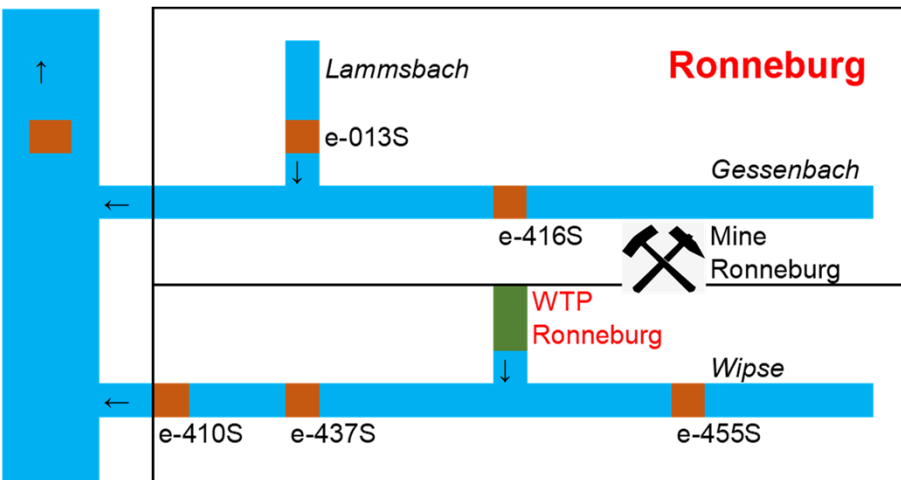 Ronneburg
Lammsbach
e-013S
Gessenbach
e-416S
Mine
Ronneburg
WTP
Ronneburg
Wipse
e-410S
e-437S
e-455S